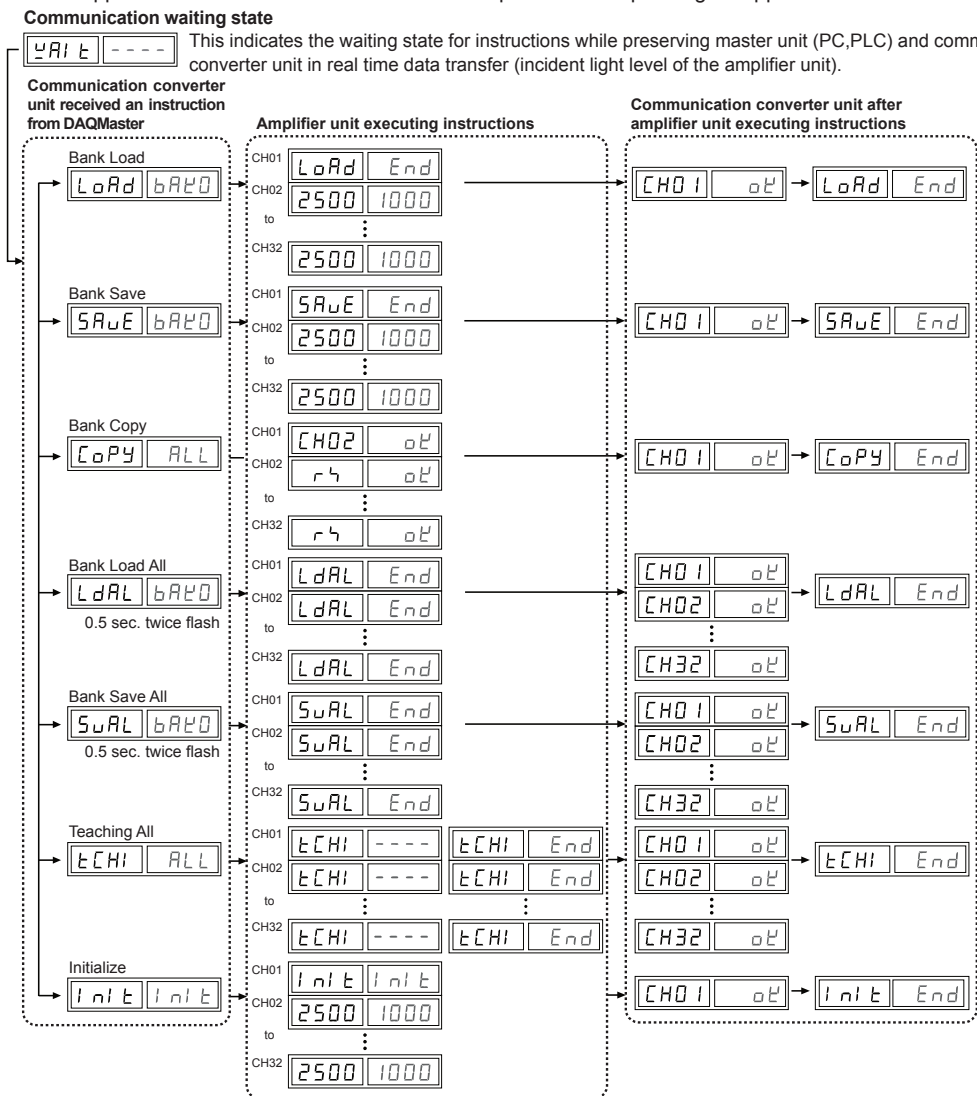 Communication waiting state
WAIt ----
This indicates the waiting state for instructions while preserving master unit (PC,PLC) and
converter unit in real time data transfer (incident light level of the amplifier unit).
Communication converter
unit received an instruction
from DAQMaster
Amplifier unit executing instructions
Communication converter unit after
amplifier unit executing instructions
Bank Load
LoAd bAK0
CH01 LoAd End
CH02 2500 1000
to
CH32 2500 1000
CH01 oK
LoAd End
Bank Save
SAvE bAK0
CH01 SAvE End
CH02 2500 1000
to
CH32 2500 1000
CH01 oK
SAvE End
Bank Copy
CoPY ALL
CH01 CH02 oK
CH02 rS oK
to
CH32 rS oK
CH01 oK
CoPY End
Bank Load All
LdAL bAK0
0.5 sec. twice flash
CH01 LdAL End
CH02 LdAL End
to
CH32 LdAL End
CH01 oK
CH02 oK
CH32 oK
LdAL End
Bank Save All
SvAL bAK0
0.5 sec. twice flash
CH01 SvAL End
CH02 SvAL End
to
CH32 SvAL End
CH01 oK
CH02 oK
CH32 oK
SvAL End
Teaching All
tCHI ALL
CH01 tCHI ---- tCHI End
CH02 tCHI ---- tCHI End
to
CH32 tCHI ---- tCHI End
CH01 oK
CH02 oK
CH32 oK
tCHI End
Initialize
InIt InIt
CH01 InIt InIt
CH02 2500 1000
to
CH32 2500 1000
CH01 oK
InIt End